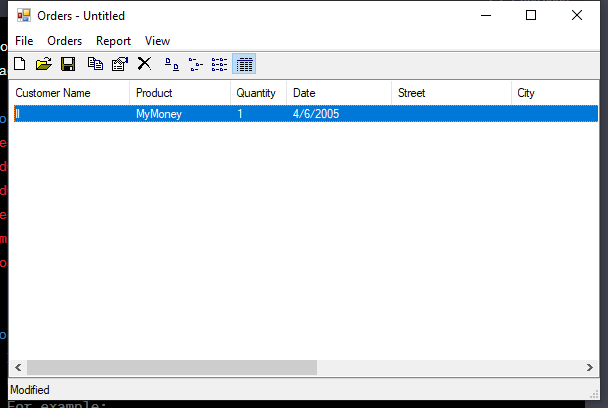 Orders - Untitled
File Orders Report View
Customer Name Product Quantity Date Street City
ll MyMoney 1 4/6/2005
Modified
For example: